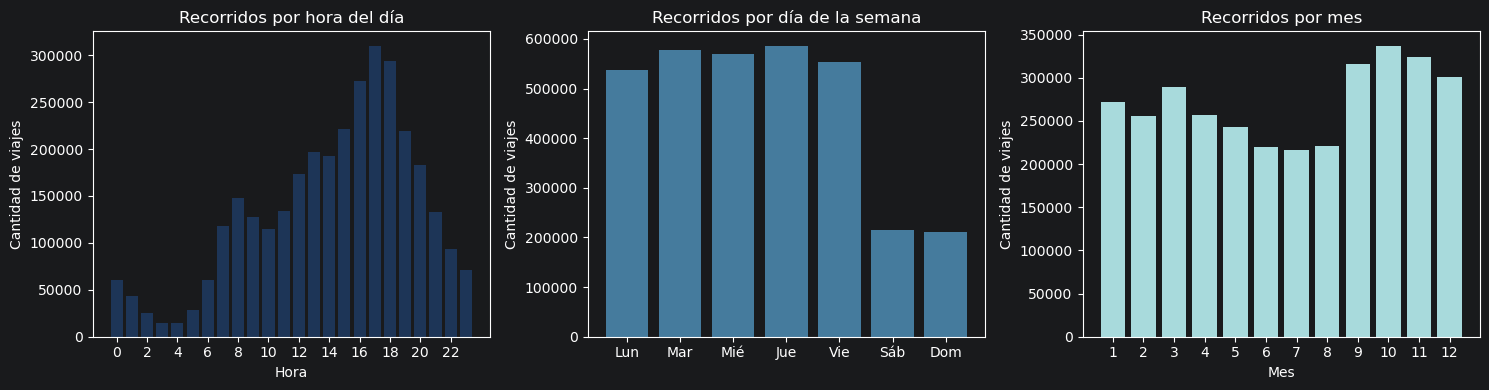 Recorridos por hora del día
Cantidad de viajes
300000
250000
200000
150000
100000
50000
0
0 2 4 6 8 10 12 14 16 18 20 22
Hora
Recorridos por día de la semana
Cantidad de viajes
600000
500000
400000
300000
200000
100000
0
Lun Mar Mié Jue Vie Sáb Dom
Recorridos por mes
Cantidad de viajes
350000
300000
250000
200000
150000
100000
50000
0
1 2 3 4 5 6 7 8 9 10 11 12
Mes